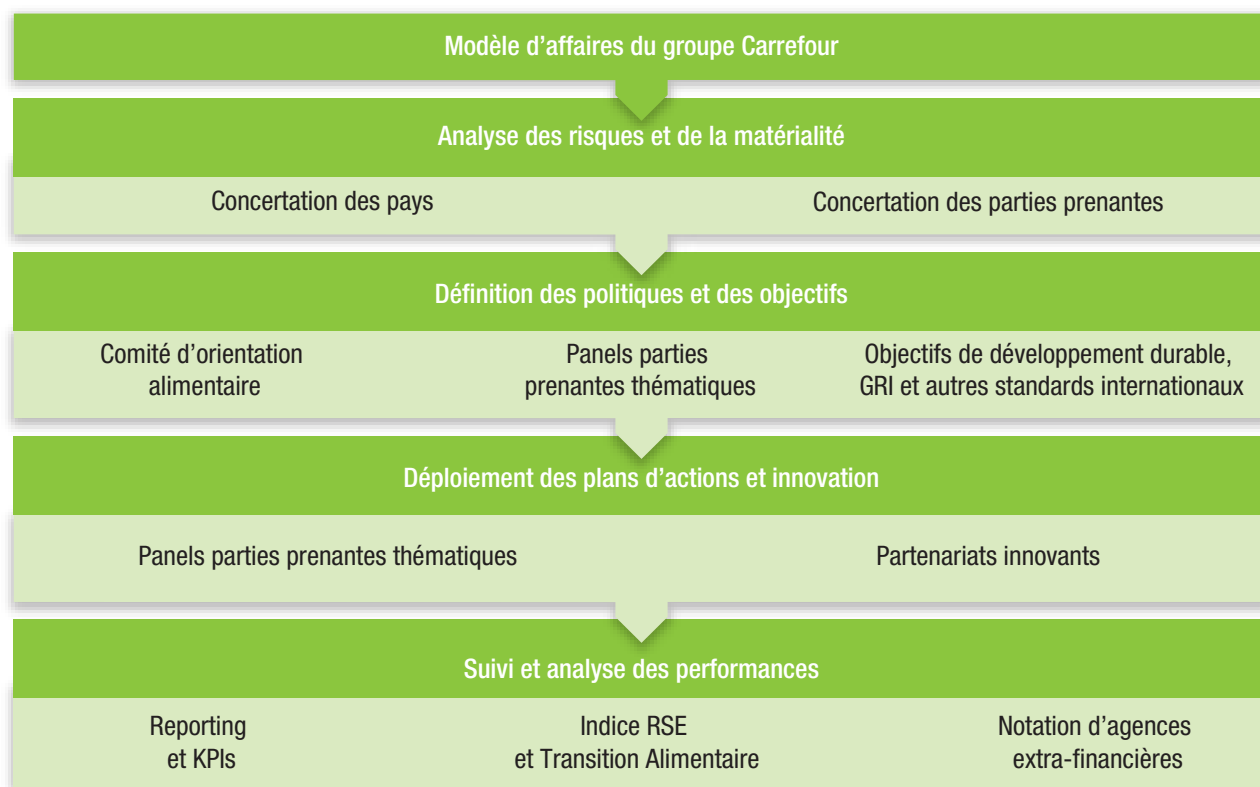 Modèle d’affaires du groupe Carrefour
Analyse des risques et de la matérialité
Concertation des pays
Concertation des parties prenantes
Définition des politiques et des objectifs
Comité d’orientation
alimentaire
Panels parties
prenantes thématiques
Objectifs de développement durable,
GRI et autres standards internationaux
Déploiement des plans d’actions et innovation
Panels parties prenantes thématiques
Partenariats innovants
Suivi et analyse des performances
Reporting
et KPIs
Indice RSE
et Transition Alimentaire
Notation d’agences
extra-financières